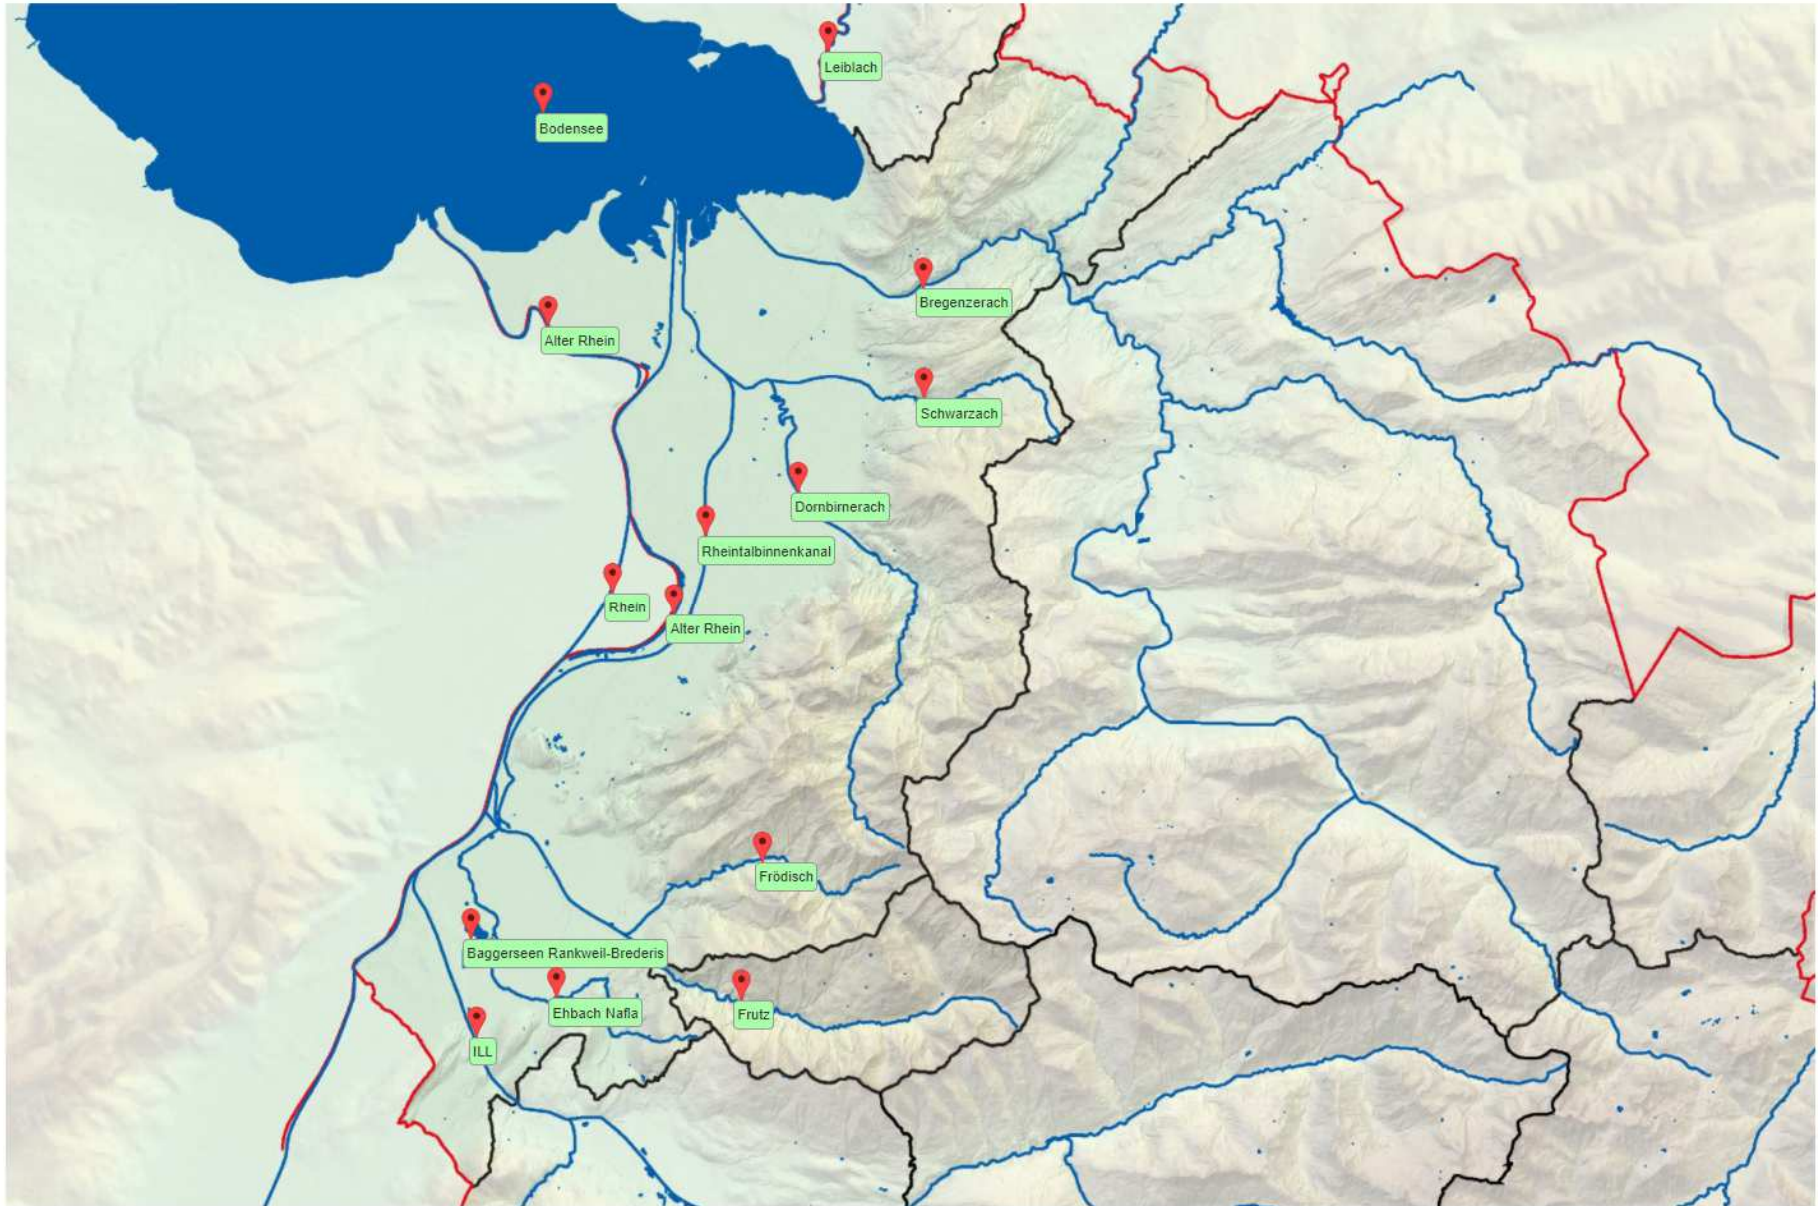 Leiblach
Bodensee
Bregenzerach
Alter Rhein
Schwarzach
Dornbirnerach
Rheintalbinnenkanal
Rhein
Alter Rhein
Frödisch
Baggerseen Rankweil-Brederis
Ehbach Nafla
Frutz
ILL